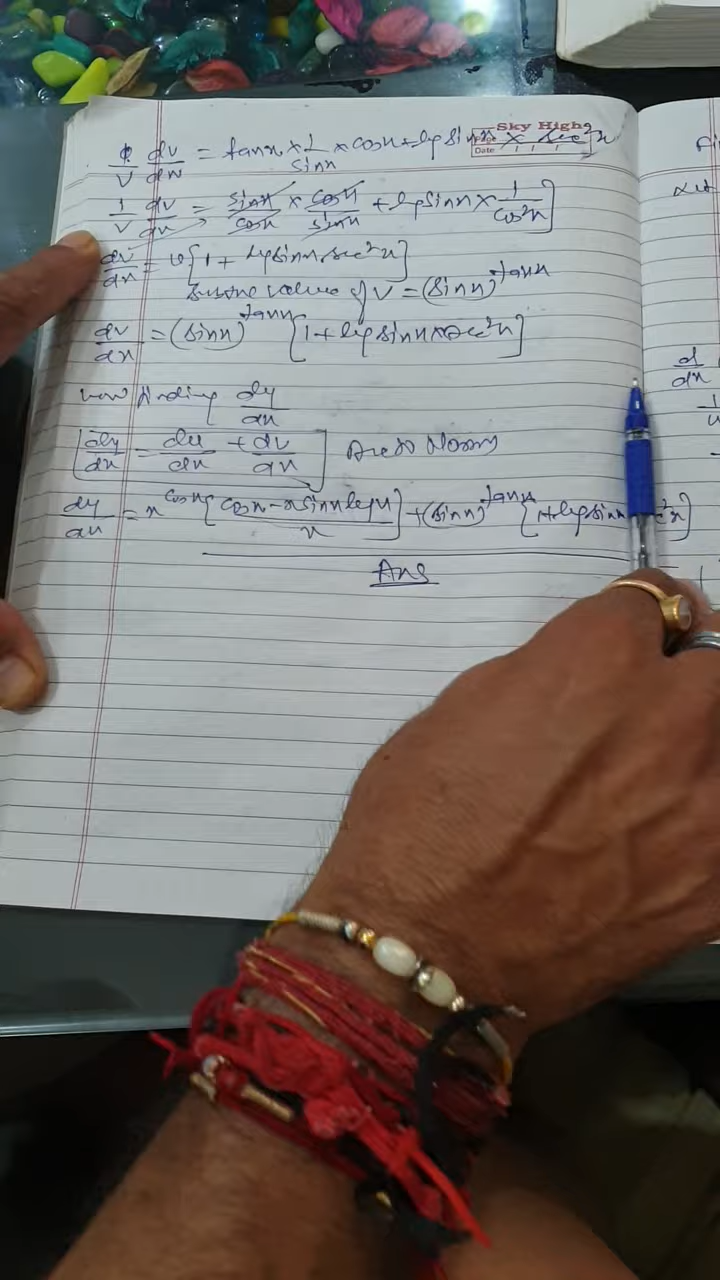 Sky High
Date
1/V dv/dx = tanx × 1/sinx × cosx + log sinx × sec²x
1/V dv/dx = sinx/cosx × cosx/sinx + log sinx × 1/cos²x ]
dv/dx = v[1 + log sinx . sec²x]
value of V = (sinx)^tanx
dv/dx = (sinx)^tanx [1 + log sinx × sec²x]
now finding dy/dx
dy/dx = du/dx + dv/dx
dy/dx = x^cosx [cosx - x sinx logx / x] + (sinx)^tanx [1 + log sinx c²x]
Ans
d/dx